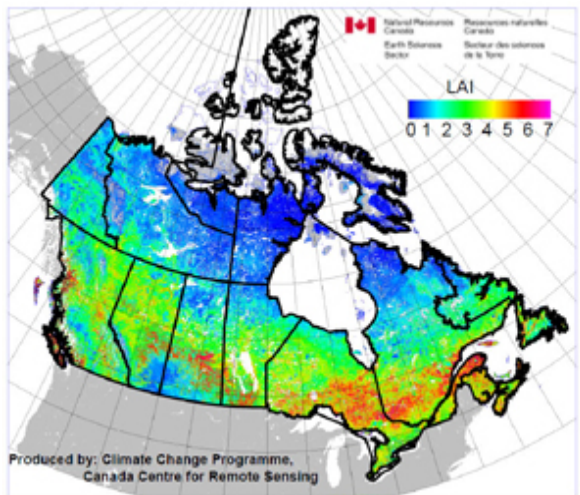 Natural Resources Ressources naturelles
Canada Canada
Earth Sciences Secteur des sciences
Sector de la Terre
LAI
0 1 2 3 4 5 6 7
Produced by: Climate Change Programme,
Canada Centre for Remote Sensing